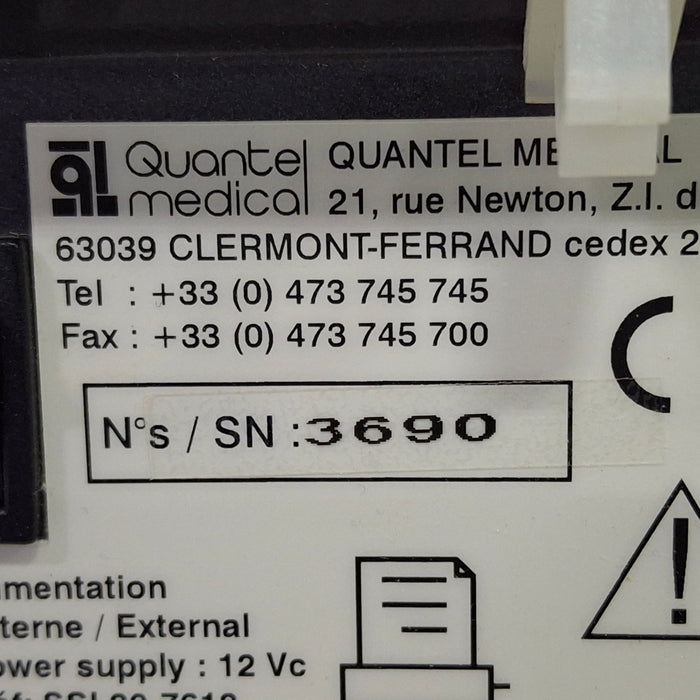 Quantel medical
QUANTEL ME L
21, rue Newton, Z.I. d
63039 CLERMONT-FERRAND cedex 2
Tel : +33 (0) 473 745 745
Fax : +33 (0) 473 745 700
N°s / SN :3690
mentation
terne / External
ower supply : 12 Vc